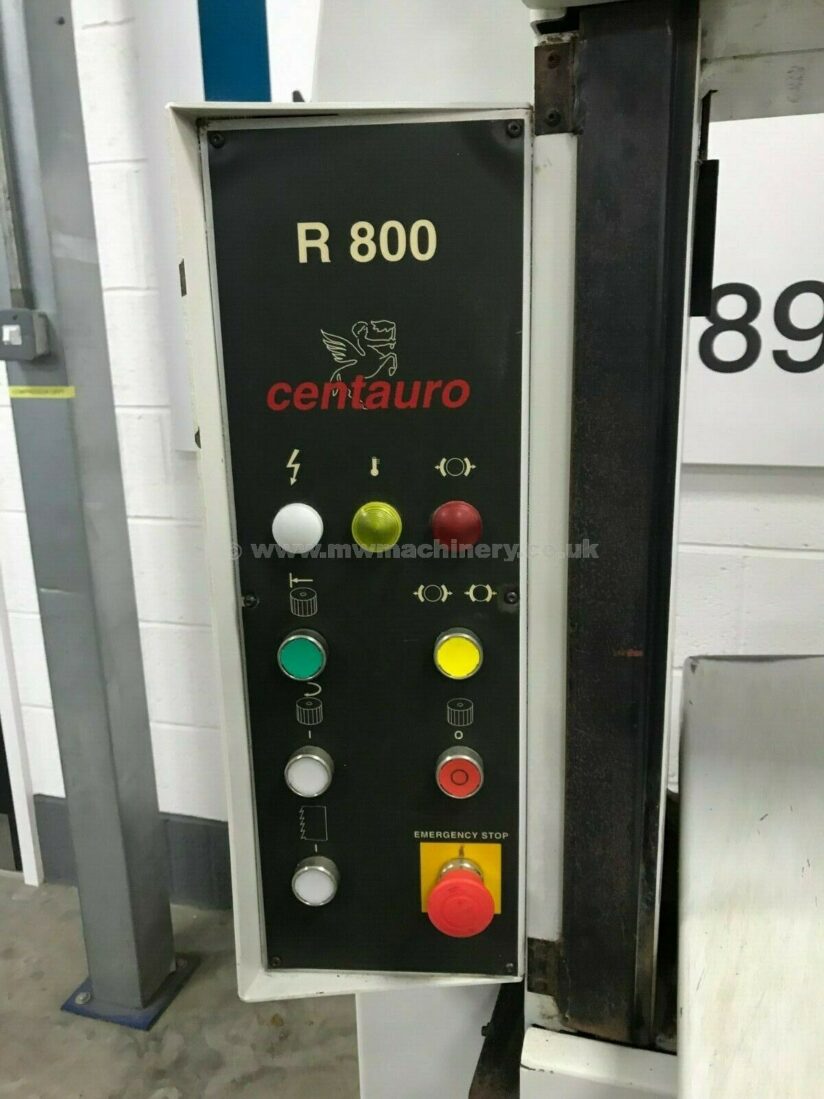 R 800
centauro
© www.mwmachinery.co.uk
I
O
I
EMERGENCY STOP
89